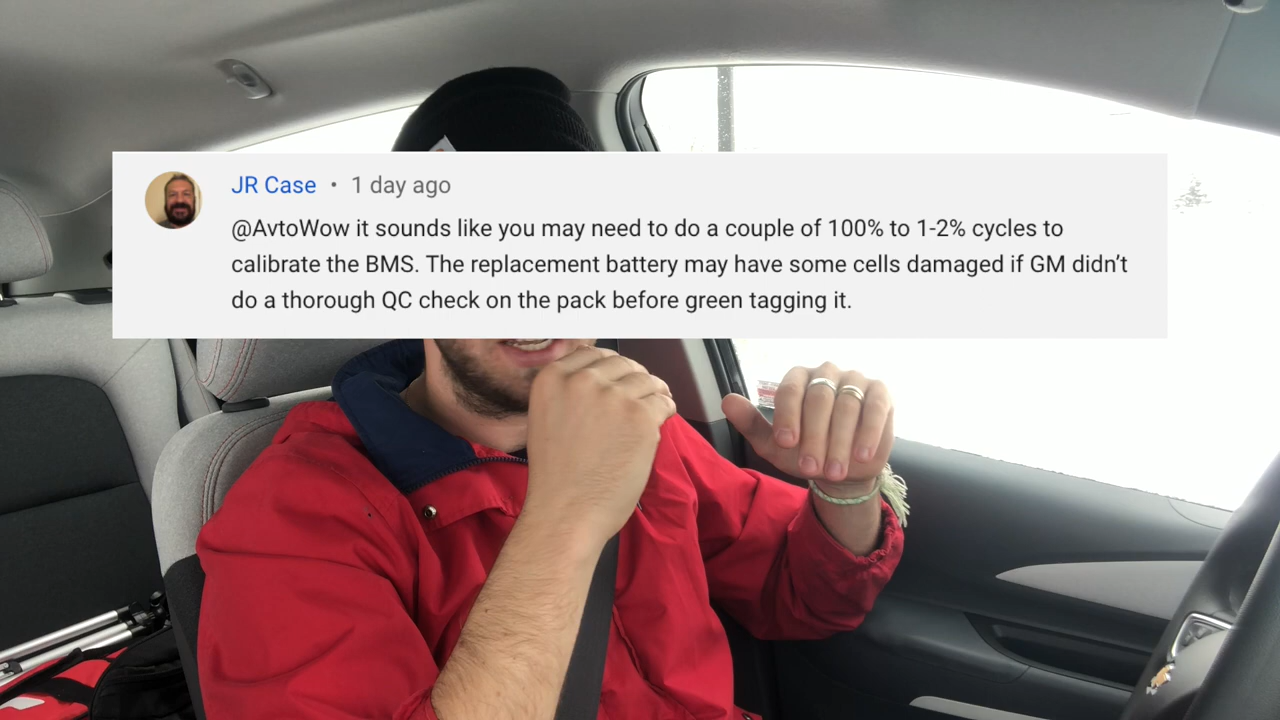 JR Case • 1 day ago
@AvtoWow it sounds like you may need to do a couple of 100% to 1-2% cycles to
calibrate the BMS. The replacement battery may have some cells damaged if GM didn’t
do a thorough QC check on the pack before green tagging it.